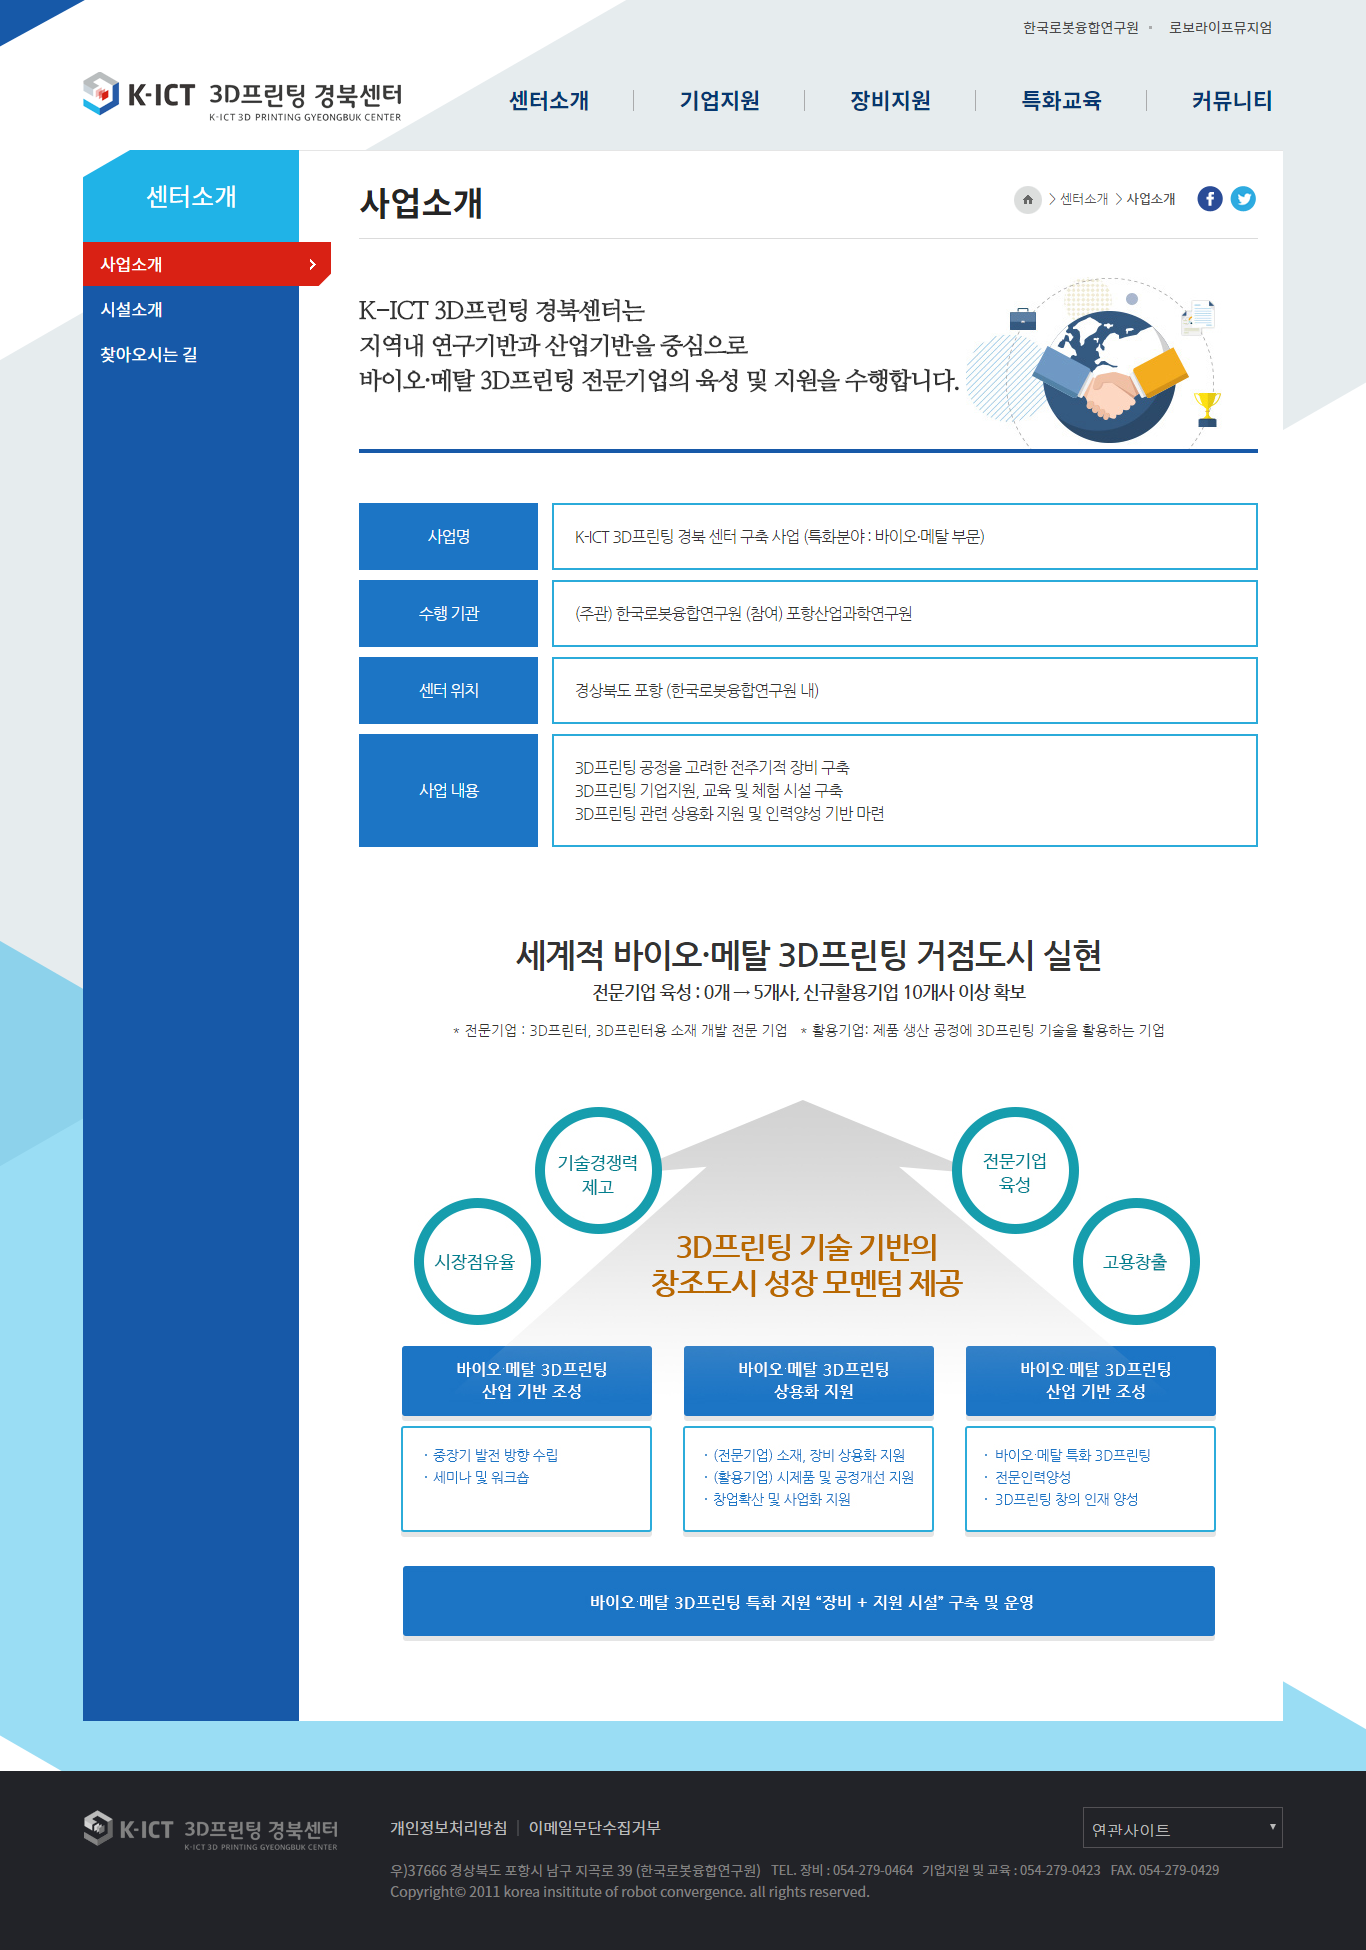 한국로봇융합연구원
로보라이프뮤지엄
K-ICT 3D프린팅 경북센터
K-ICT 3D PRINTING GYEONGBUK CENTER
센터소개
기업지원
장비지원
특화교육
커뮤니티
센터소개
사업소개
시설소개
찾아오시는 길
사업소개
> 센터소개 > 사업소개
K-ICT 3D프린팅 경북센터는
지역내 연구기반과 산업기반을 중심으로
바이오·메탈 3D프린팅 전문기업의 육성 및 지원을 수행합니다.
사업명
K-ICT 3D프린팅 경북 센터 구축 사업 (특화분야 : 바이오·메탈 부문)
수행 기관
(주관) 한국로봇융합연구원 (참여) 포항산업과학연구원
센터 위치
경상북도 포항 (한국로봇융합연구원 내)
사업 내용
3D프린팅 공정을 고려한 전주기적 장비 구축
3D프린팅 기업지원, 교육 및 체험 시설 구축
3D프린팅 관련 상용화 지원 및 인력양성 기반 마련
세계적 바이오·메탈 3D프린팅 거점도시 실현
전문기업 육성 : 0개 → 5개사, 신규활용기업 10개사 이상 확보
* 전문기업 : 3D프린터, 3D프린터용 소재 개발 전문 기업 * 활용기업: 제품 생산 공정에 3D프린팅 기술을 활용하는 기업
기술경쟁력
제고
전문기업
육성
시장점유율
고용창출
3D프린팅 기술 기반의
창조도시 성장 모멘텀 제공
바이오·메탈 3D프린팅
산업 기반 조성
바이오·메탈 3D프린팅
상용화 지원
바이오·메탈 3D프린팅
산업 기반 조성
· 중장기 발전 방향 수립
· 세미나 및 워크숍
· (전문기업) 소재, 장비 상용화 지원
· (활용기업) 시제품 및 공정개선 지원
· 창업확산 및 사업화 지원
· 바이오·메탈 특화 3D프린팅
· 전문인력양성
· 3D프린팅 창의 인재 양성
바이오·메탈 3D프린팅 특화 지원 “장비 + 지원 시설” 구축 및 운영
K-ICT 3D프린팅 경북센터
K-ICT 3D PRINTING GYEONGBUK CENTER
개인정보처리방침 | 이메일무단수집거부
연관사이트
우)37666 경상북도 포항시 남구 지곡로 39 (한국로봇융합연구원) TEL. 장비 : 054-279-0464 기업지원 및 교육 : 054-279-0423 FAX. 054-279-0429
Copyright© 2011 korea insititute of robot convergence. all rights reserved.